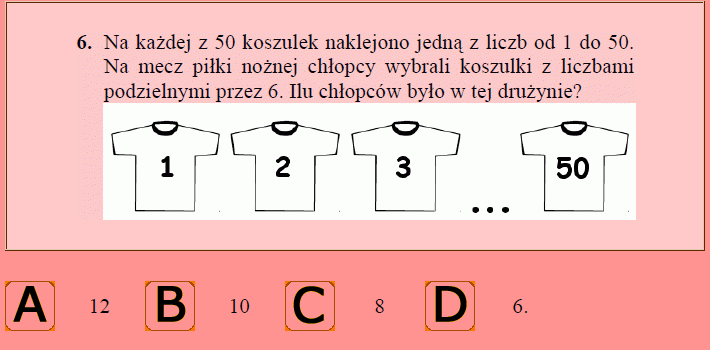 6. Na każdej z 50 koszulek naklejono jedną z liczb od 1 do 50.
Na mecz piłki nożnej chłopcy wybrali koszulki z liczbami
podzielnymi przez 6. Ilu chłopców było w tej drużynie?
1 2 3 ... 50
A 12 B 10 C 8 D 6.